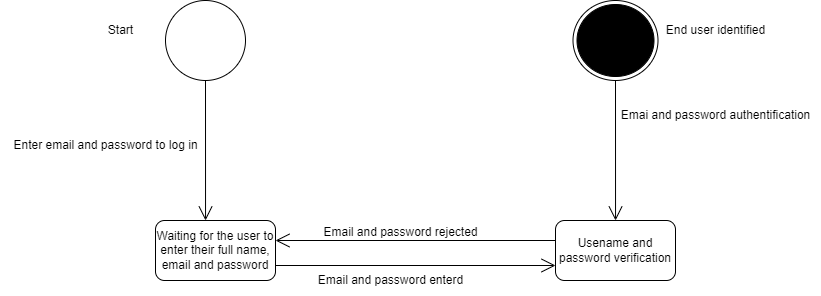 Start
End user identified
Emai and password authentification
Enter email and password to log in
Waiting for the user to
enter their full name,
email and password
Email and password rejected
Email and password enterd
Usename and
password verification